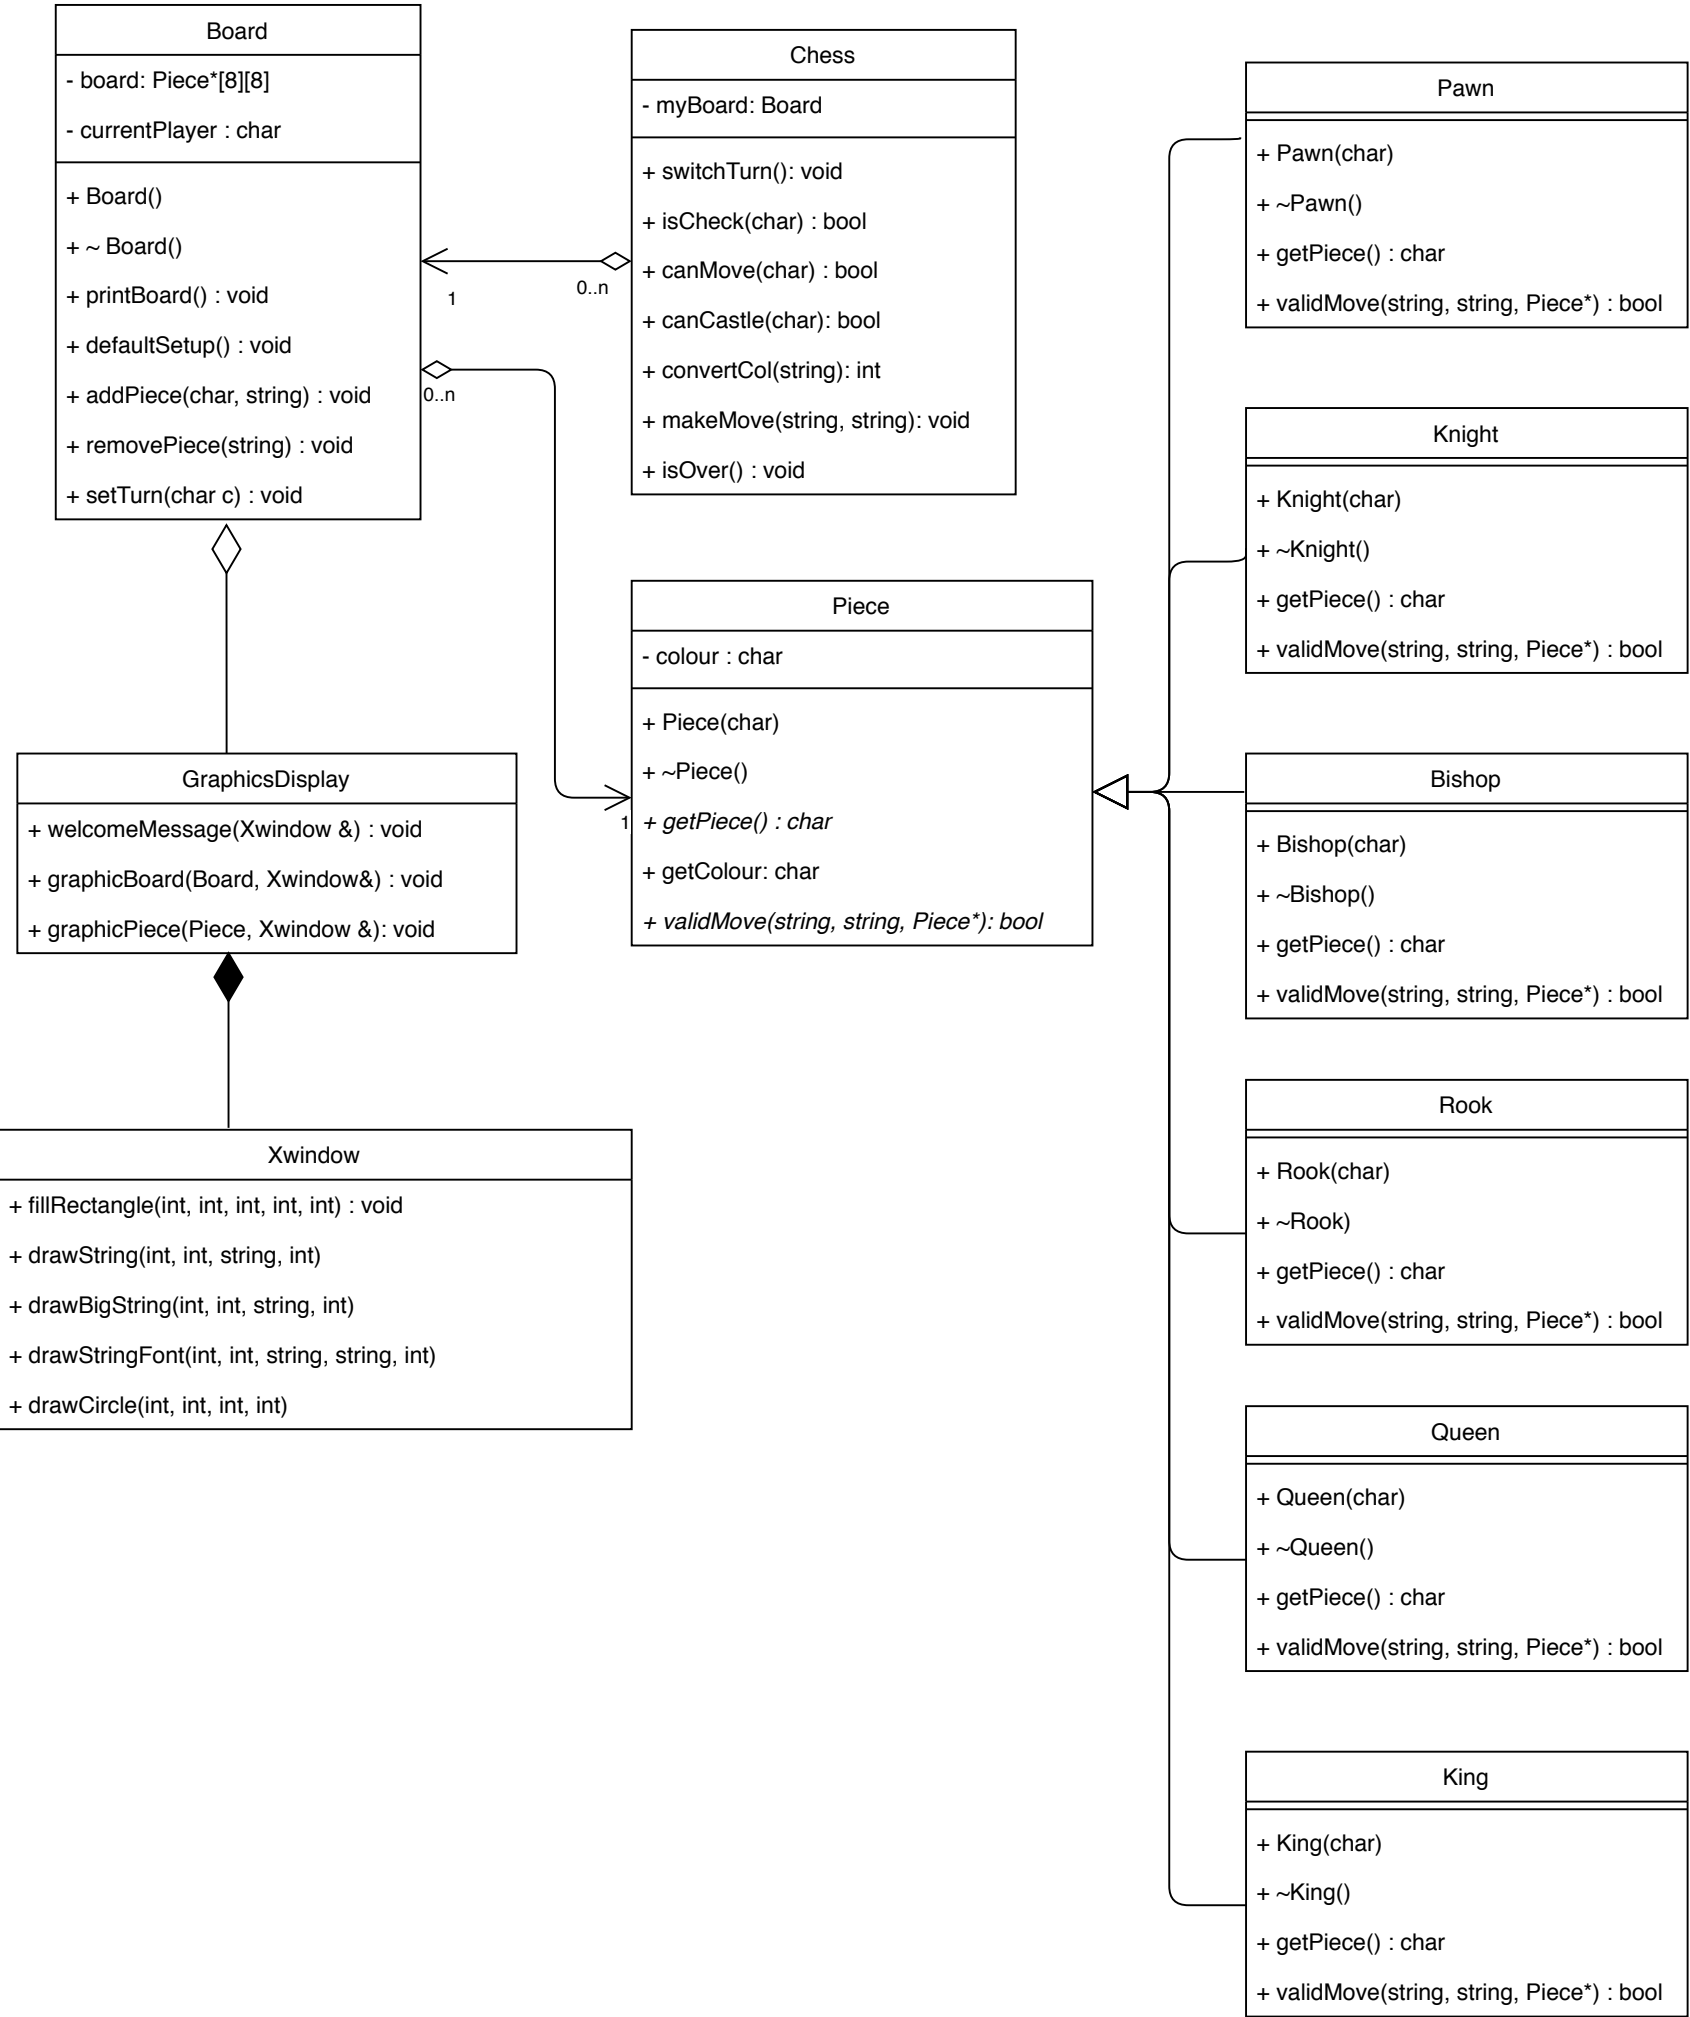 Board
- board: Piece*[8][8]
- currentPlayer : char
+ Board()
+ ~ Board()
+ printBoard() : void
+ defaultSetup() : void
+ addPiece(char, string) : void
+ removePiece(string) : void
+ setTurn(char c) : void
1
0..n
0..n
Chess
- myBoard: Board
+ switchTurn(): void
+ isCheck(char) : bool
+ canMove(char) : bool
+ canCastle(char): bool
+ convertCol(string): int
+ makeMove(string, string): void
+ isOver() : void
Piece
- colour : char
+ Piece(char)
+ ~Piece()
1
+ getPiece() : char
+ getColour: char
+ validMove(string, string, Piece*): bool
GraphicsDisplay
+ welcomeMessage(Xwindow &) : void
+ graphicBoard(Board, Xwindow&) : void
+ graphicPiece(Piece, Xwindow &): void
Xwindow
+ fillRectangle(int, int, int, int, int) : void
+ drawString(int, int, string, int)
+ drawBigString(int, int, string, int)
+ drawStringFont(int, int, string, string, int)
+ drawCircle(int, int, int, int)
Pawn
+ Pawn(char)
+ ~Pawn()
+ getPiece() : char
+ validMove(string, string, Piece*) : bool
Knight
+ Knight(char)
+ ~Knight()
+ getPiece() : char
+ validMove(string, string, Piece*) : bool
Bishop
+ Bishop(char)
+ ~Bishop()
+ getPiece() : char
+ validMove(string, string, Piece*) : bool
Rook
+ Rook(char)
+ ~Rook)
+ getPiece() : char
+ validMove(string, string, Piece*) : bool
Queen
+ Queen(char)
+ ~Queen()
+ getPiece() : char
+ validMove(string, string, Piece*) : bool
King
+ King(char)
+ ~King()
+ getPiece() : char
+ validMove(string, string, Piece*) : bool